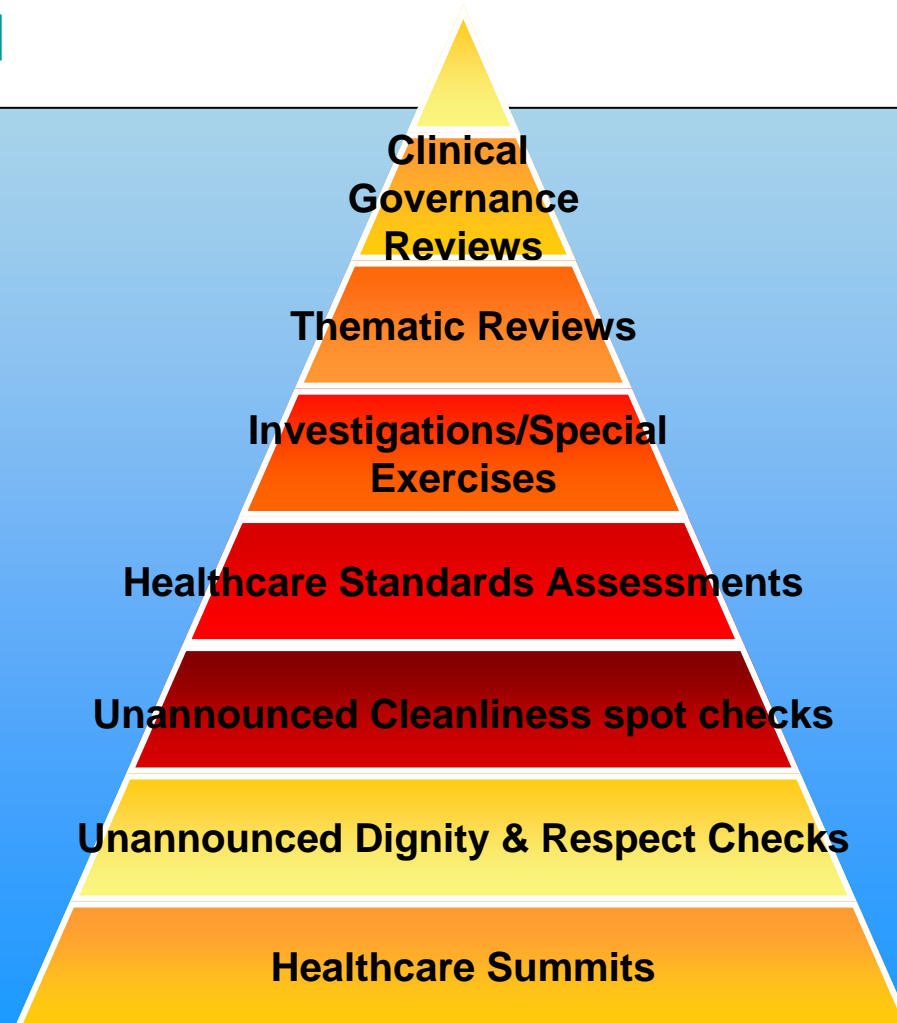 Clinical
Governance
Reviews
Thematic Reviews
Investigations/Special
Exercises
Healthcare Standards Assessments
Unannounced Cleanliness spot checks
Unannounced Dignity & Respect Checks
Healthcare Summits